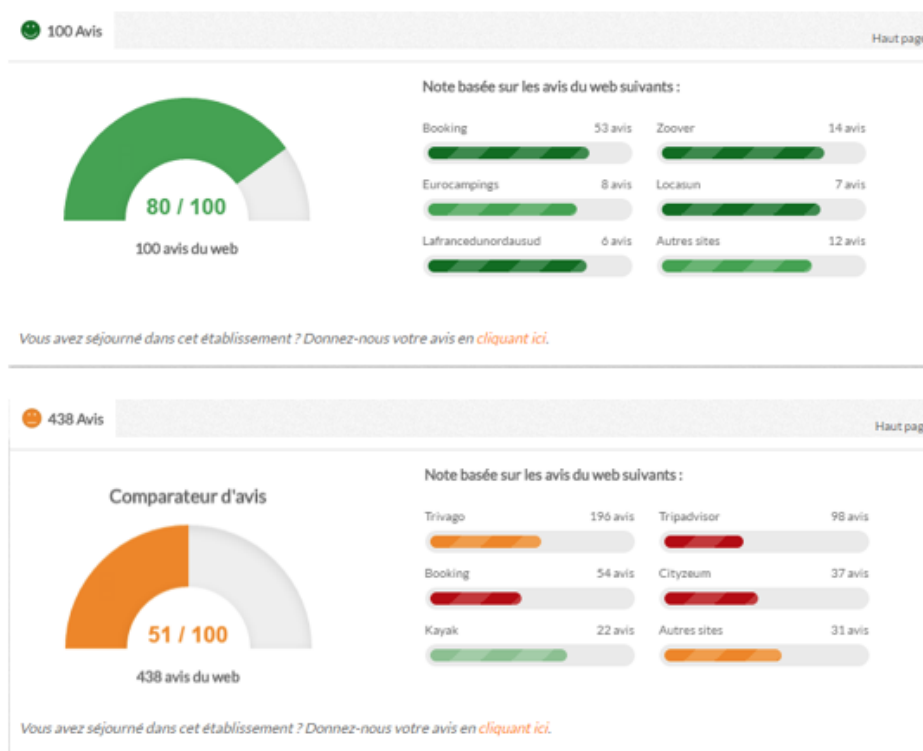 100 Avis
Haut page
Note basée sur les avis du web suivants :
Booking 53 avis Zoover 14 avis
Eurocampings 8 avis Locasun 7 avis
80 / 100
100 avis du web
Lafrancedunordausud 6 avis Autres sites 12 avis
Vous avez séjourné dans cet établissement ? Donnez-nous votre avis en cliquant ici.
438 Avis
Haut pag
Note basée sur les avis du web suivants :
Comparateur d'avis
Trivago 196 avis Tripadvisor 98 avis
Booking 54 avis Cityzeum 37 avis
51 / 100
Kayak 22 avis Autres sites 31 avis
438 avis du web
Vous avez séjourné dans cet établissement ? Donnez-nous votre avis en cliquant ici.